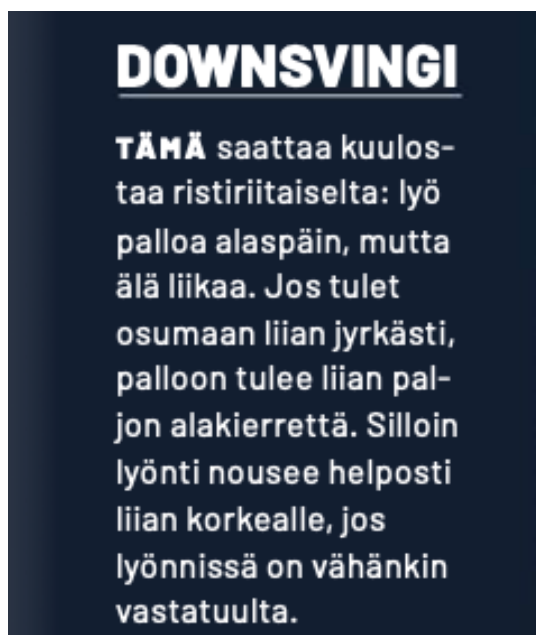 DOWNSVINGI
TÄMÄ saattaa kuulos-
taa ristiriitaiselta: lyö
palloa alaspäin, mutta
älä liikaa. Jos tulet
osumaan liian jyrkästi,
palloon tulee liian pal-
jon alakierrettä. Silloin
lyönti nousee helposti
liian korkealle, jos
lyönnissä on vähänkin
vastatuulta.